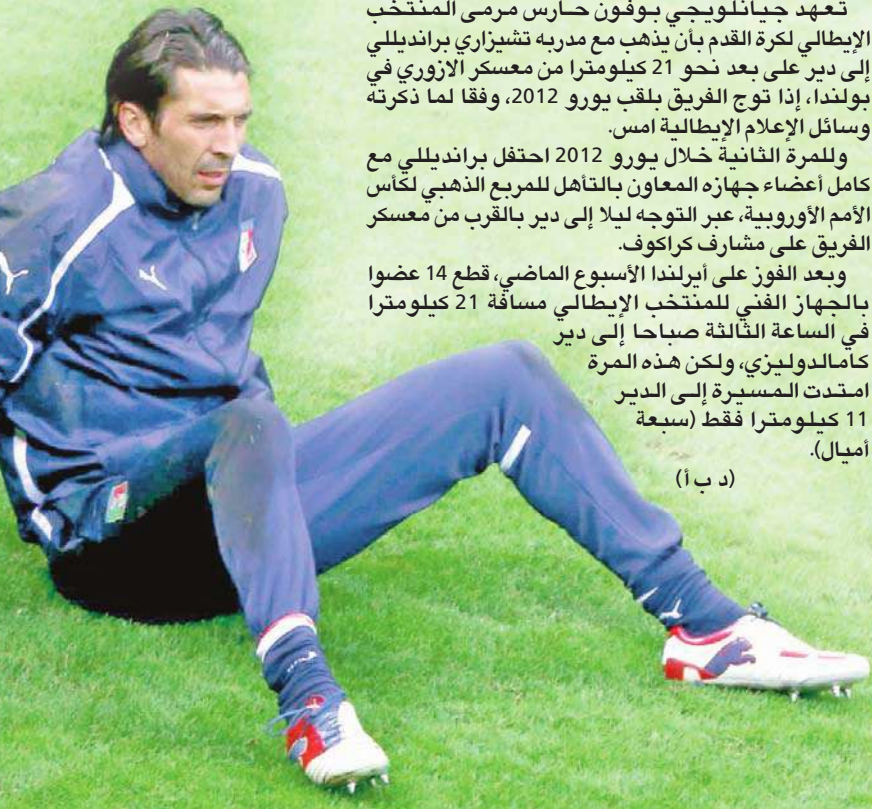 تعهد جيانلويجي بوفون حارس مرمى المنتخب
الإيطالي لكرة القدم بأن يذهب مع مدربه تشيزاري برانديللي
إلى دير على بعد نحو 21 كيلومترا من معسكر الازوري في
بولندا، إذا توج الفريق بلقب يورو 2012، وفقا لما ذكرته
وسائل الإعلام الإيطالية امس.
وللمرة الثانية خلال يورو 2012 احتفل برانديللي مع
كامل أعضاء جهازه المعاون بالتأهل للمربع الذهبي لكأس
الأمم الأوروبية، عبر التوجه ليلا إلى دير بالقرب من معسكر
الفريق على مشارف كراكوف.
وبعد الفوز على أيرلندا الأسبوع الماضي، قطع 14 عضوا
بالجهاز الفني للمنتخب الإيطالي مسافة 21 كيلومترا
في الساعة الثالثة صباحا إلى دير
كامالدوليزي، ولكن هذه المرة
امتدت المسيرة إلى الدير
11 كيلومترا فقط (سبعة
أميال).
(د ب أ)